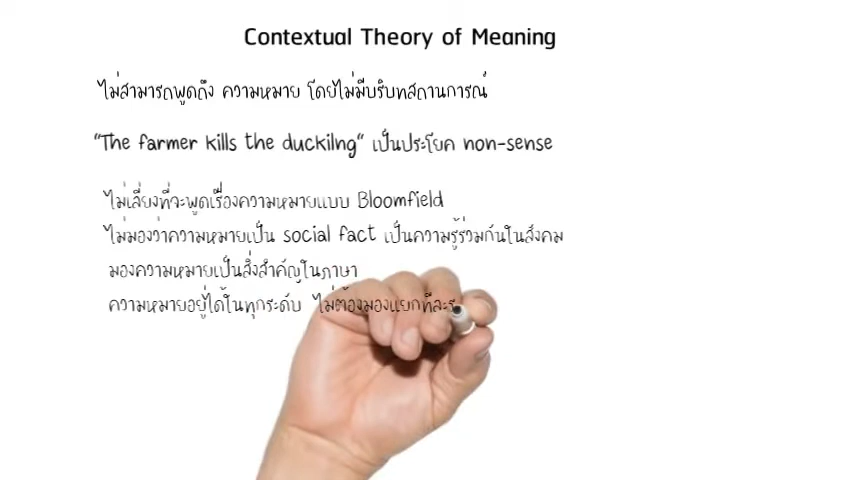 Contextual Theory of Meaning
ไม่สามารถพูดถึง ความหมาย โดยไม่มีบริบทสถานการณ์
“The farmer kills the duckilng” เป็นประโยค non-sense
ไม่เลี่ยงที่จะพูดเรื่องความหมายแบบ Bloomfield
ไม่มองว่าความหมายเป็น social fact เป็นความรู้ร่วมกันในสังคม
มองความหมายเป็นสิ่งสำคัญในภาษา
ความหมายอยู่ได้ในทุกระดับ ไม่ต้องมองแยกทีละ